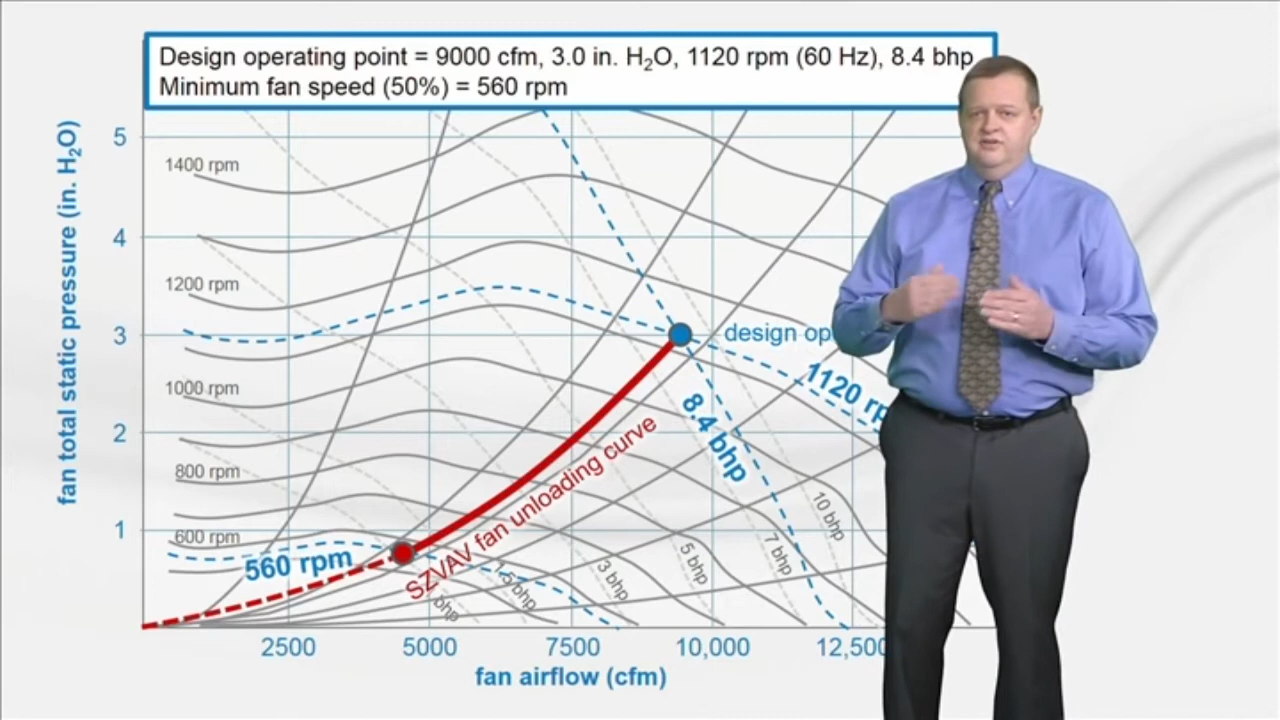 Design operating point = 9000 cfm, 3.0 in. H₂O, 1120 rpm (60 Hz), 8.4 bhp
Minimum fan speed (50%) = 560 rpm
fan total static pressure (in. H₂O)
5
4
3
2
1
1400 rpm
1200 rpm
1000 rpm
800 rpm
600 rpm
560 rpm
design op
1120 rp
8.4 bhp
SZVAV fan unloading curve
bhp
1.5 bhp
3 bhp
5 bhp
7 bhp
10 bhp
2500
5000
7500
10,000
12,500
fan airflow (cfm)